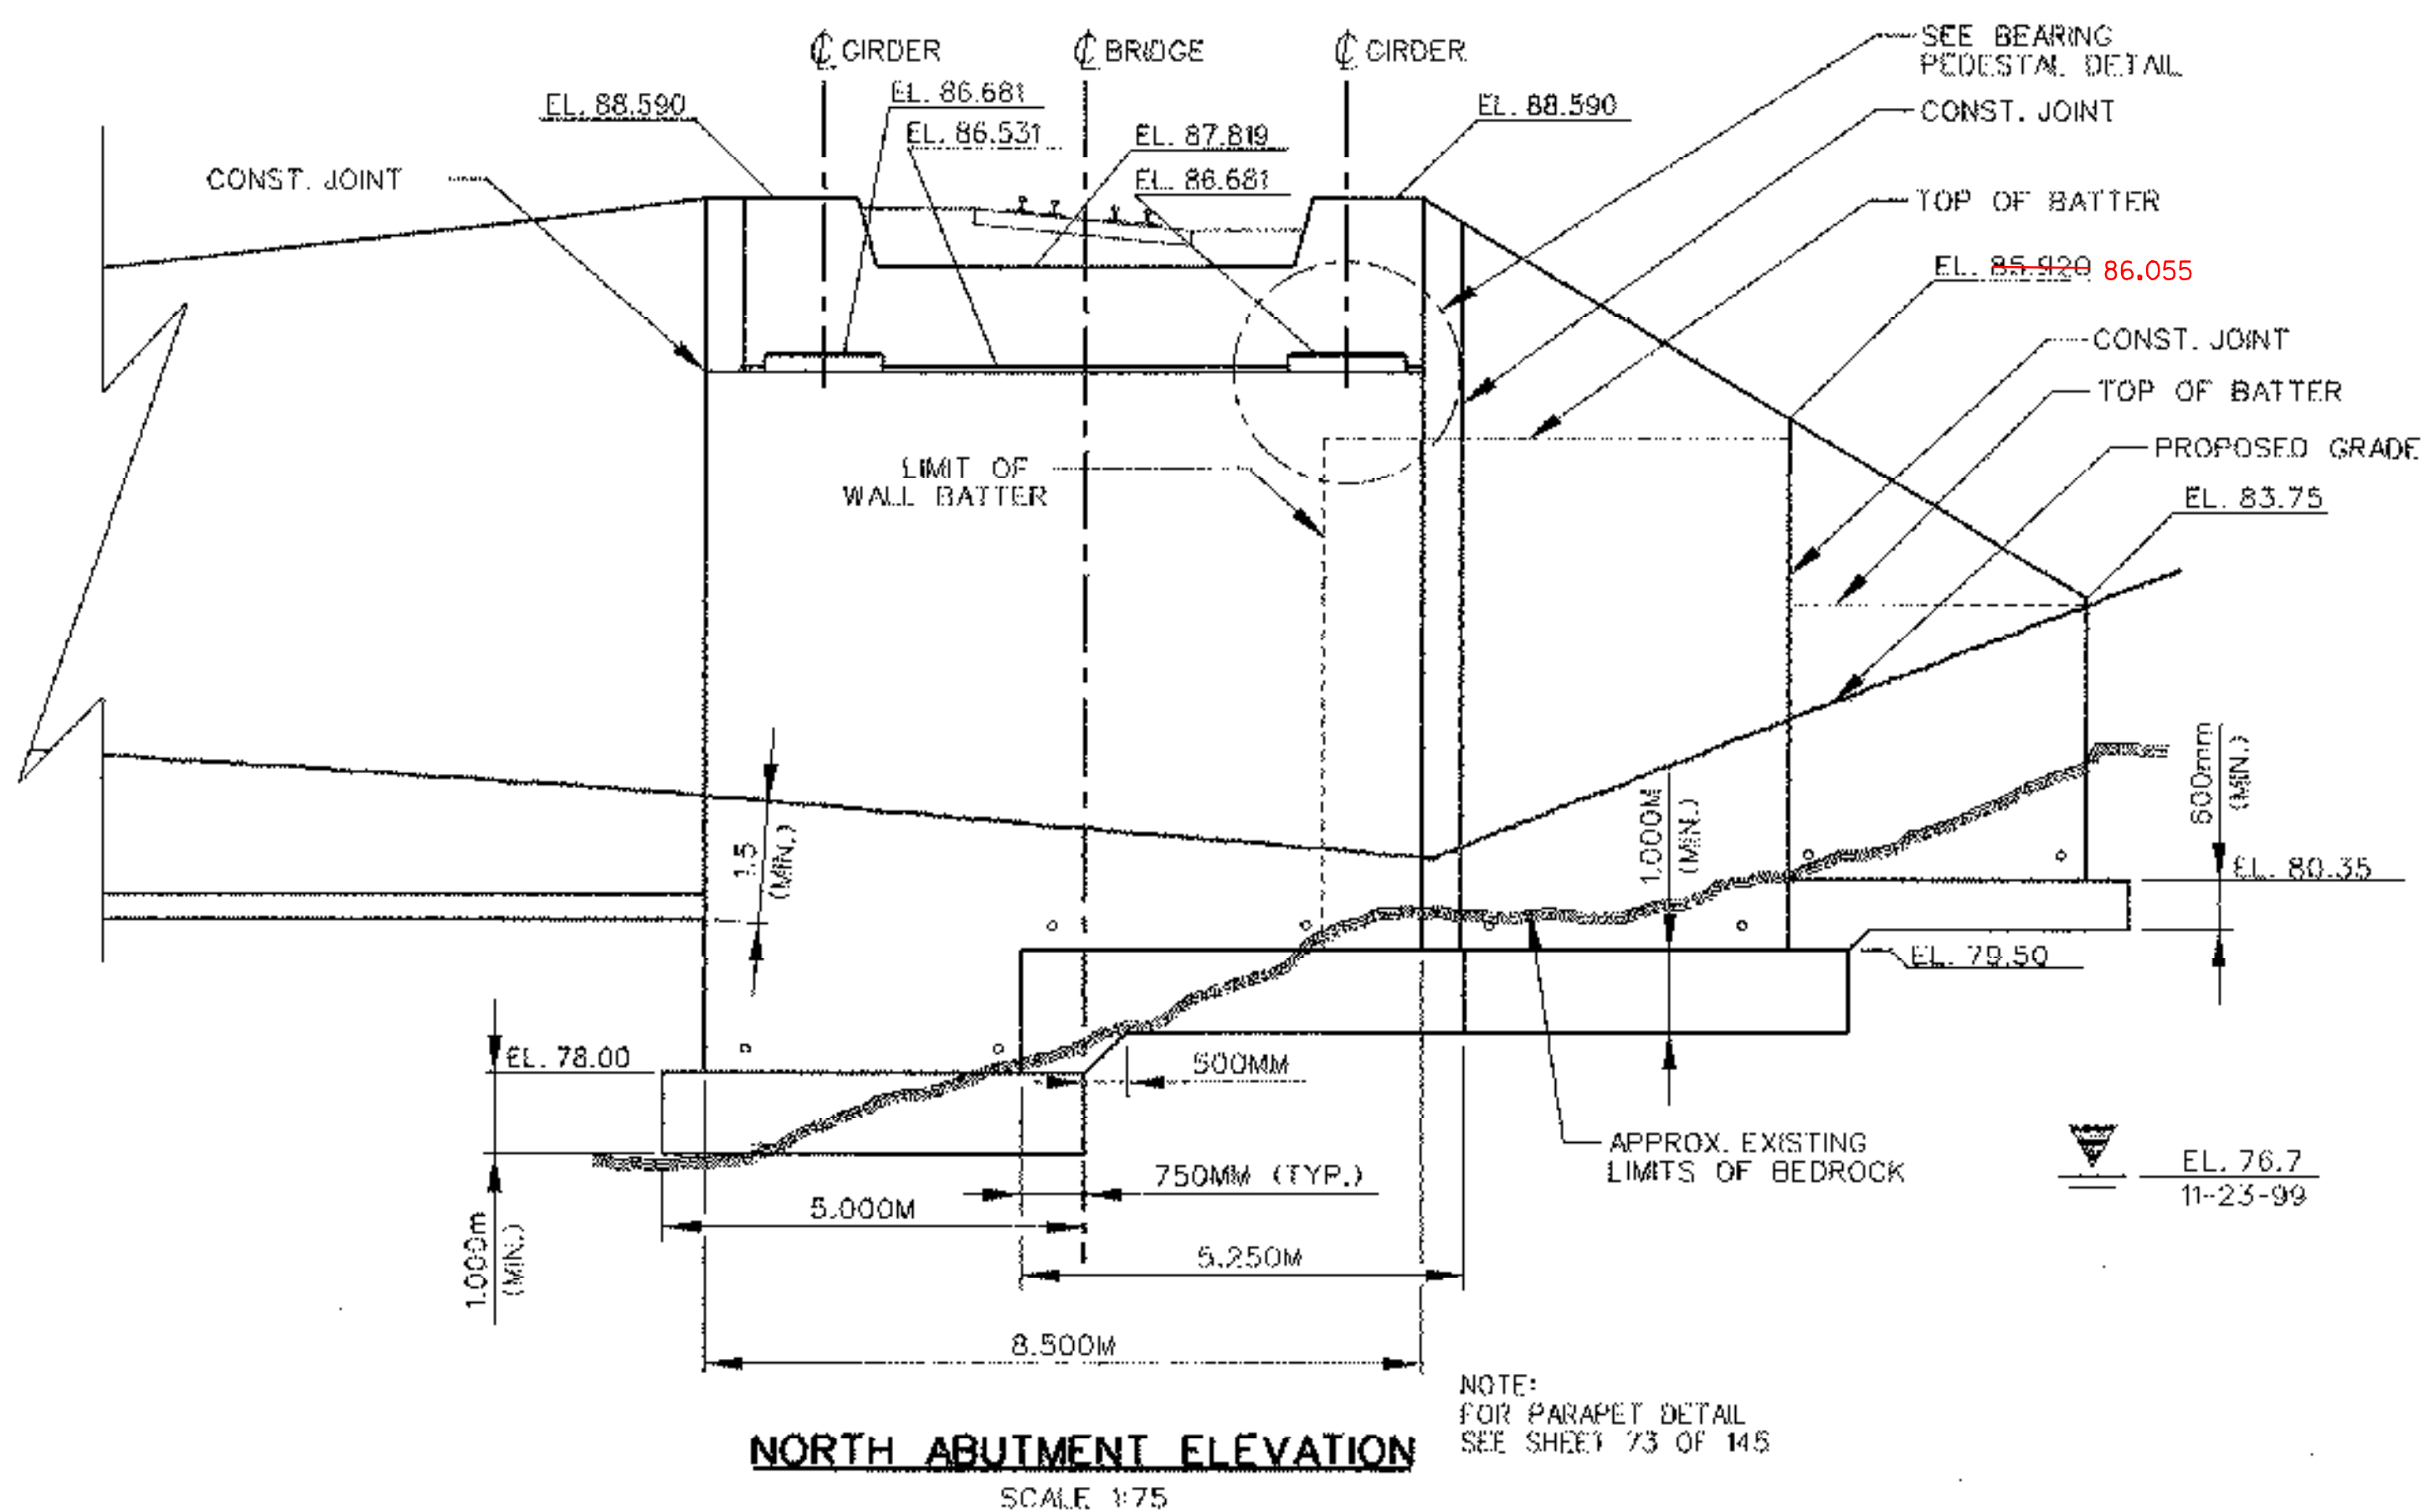 ℄ GIRDER
℄ BRIDGE
℄ GIRDER
SEE BEARING
PEDESTAL DETAIL
EL. 88.590
EL. 86.681
EL. 88.590
CONST. JOINT
EL. 86.531
EL. 87.819
CONST. JOINT
EL. 86.681
TOP OF BATTER
EL. 85.920 86.055
CONST. JOINT
TOP OF BATTER
LIMIT OF
WALL BATTER
PROPOSED GRADE
EL. 83.75
1.5
(MIN.)
1.000M
(MIN.)
600mm
(MIN.)
EL. 80.35
EL. 79.50
EL. 78.00
500MM
APPROX. EXISTING
LIMITS OF BEDROCK
750MM (TYP.)
EL. 76.7
11-23-99
5.000M
1.000m
(MIN.)
5.250M
8.500M
NOTE:
FOR PARAPET DETAIL
SEE SHEET 73 OF 145
NORTH ABUTMENT ELEVATION
SCALE 1:75